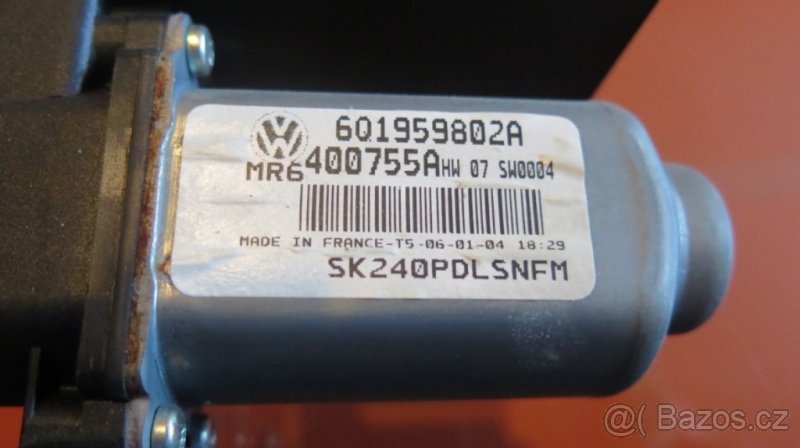 6Q1959802A
MR6 400755A HW 07 SW0004
MADE IN FRANCE-T5-06-01-04 18:29
SK240PDLSNFM
@ Bazos.cz